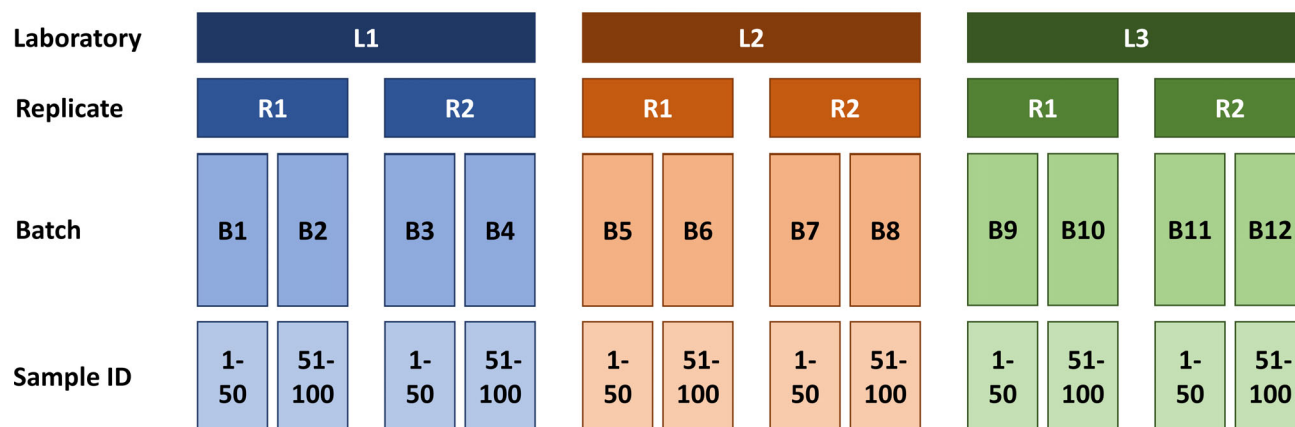 Laboratory L1 L2 L3
Replicate R1 R2 R1 R2 R1 R2
Batch B1 B2 B3 B4 B5 B6 B7 B8 B9 B10 B11 B12
Sample ID
1- 51- 1- 51- 1- 51- 1- 51- 1- 51- 1- 51-
50 100 50 100 50 100 50 100 50 100 50 100